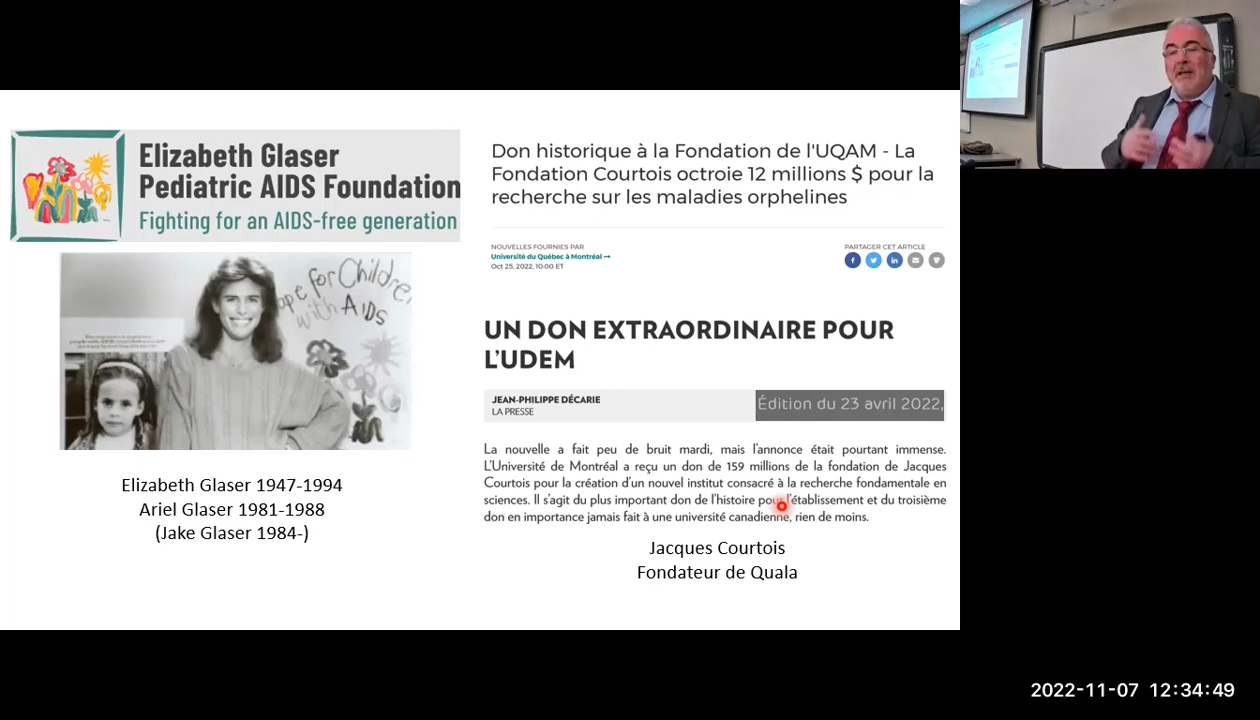 Elizabeth Glaser
Pediatric AIDS Foundation
Fighting for an AIDS-free generation
ope for Childre
with AIDS
Elizabeth Glaser 1947-1994
Ariel Glaser 1981-1988
(Jake Glaser 1984-)
Don historique à la Fondation de l'UQAM - La
Fondation Courtois octroie 12 millions $ pour la
recherche sur les maladies orphelines
NOUVELLES FOURNIES PAR
Université du Québec à Montréal →
Oct 25, 2022, 10:00 ET
PARTAGER CET ARTICLE
UN DON EXTRAORDINAIRE POUR
L'UDEM
JEAN-PHILIPPE DÉCARIE
LA PRESSE
Édition du 23 avril 2022,
La nouvelle a fait peu de bruit mardi, mais l'annonce était pourtant immense.
L'Université de Montréal a reçu un don de 159 millions de la fondation de Jacques
Courtois pour la création d'un nouvel institut consacré à la recherche fondamentale en
sciences. Il s'agit du plus important don de l'histoire pour l'établissement et du troisième
don en importance jamais fait à une université canadienne, rien de moins.
Jacques Courtois
Fondateur de Quala
2022-11-07 12:34:49